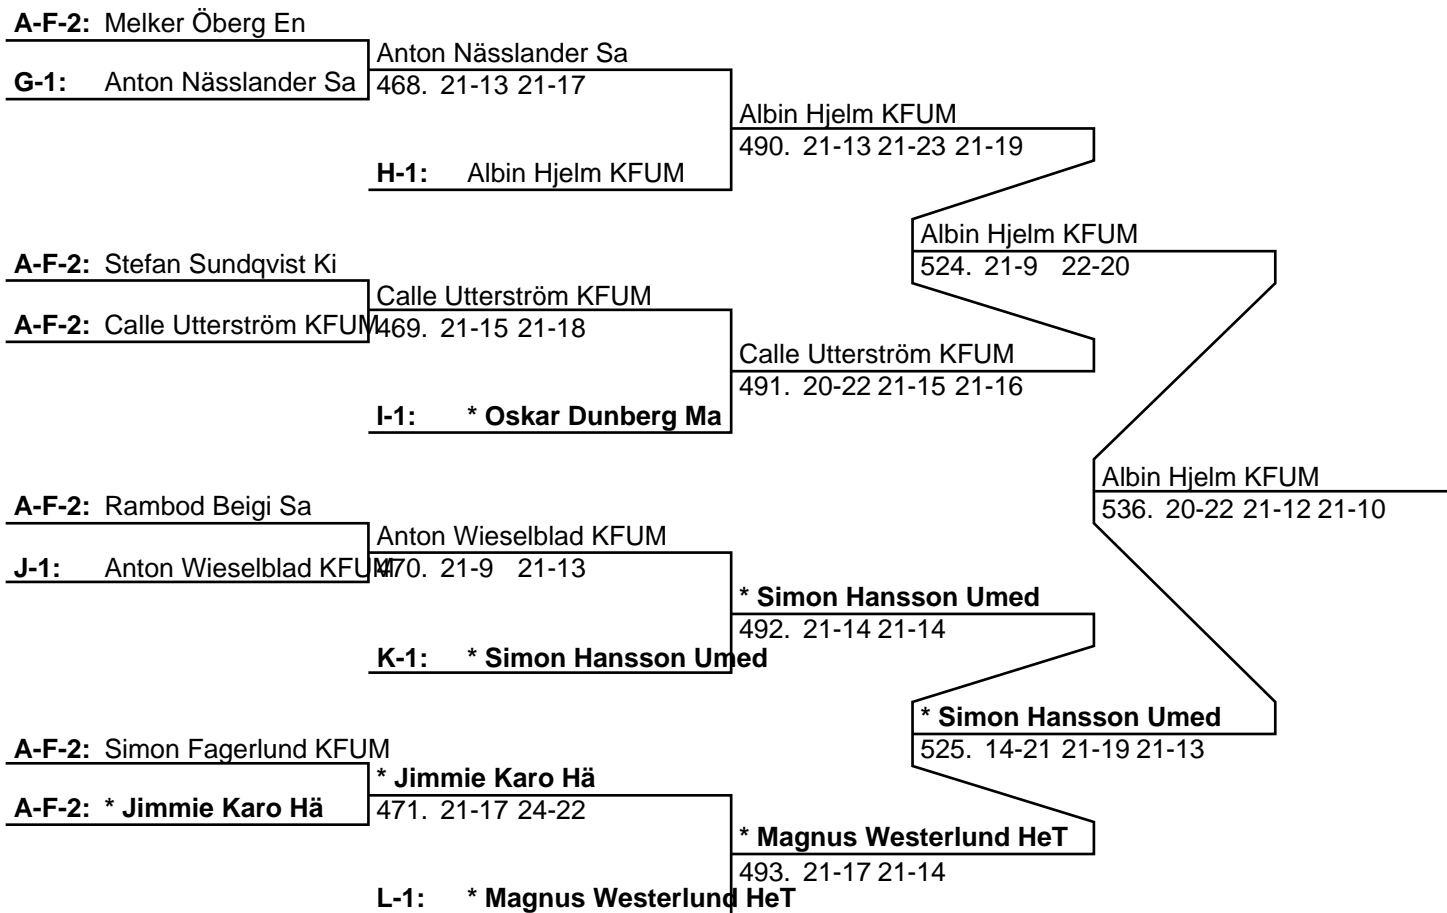 A-F-2: Melker Öberg En
Anton Nässlander Sa
G-1: Anton Nässlander Sa
468. 21-13 21-17
Albin Hjelm KFUM
490. 21-13 21-23 21-19
H-1: Albin Hjelm KFUM
Albin Hjelm KFUM
524. 21-9 22-20
A-F-2: Stefan Sundqvist Ki
Calle Utterström KFUM
A-F-2: Calle Utterström KFUM
469. 21-15 21-18
Calle Utterström KFUM
491. 20-22 21-15 21-16
I-1: * Oskar Dunberg Ma
Albin Hjelm KFUM
536. 20-22 21-12 21-10
A-F-2: Rambod Beigi Sa
Anton Wieselblad KFUM
J-1: Anton Wieselblad KFUM
470. 21-9 21-13
* Simon Hansson Umed
492. 21-14 21-14
K-1: * Simon Hansson Umed
* Simon Hansson Umed
525. 14-21 21-19 21-13
A-F-2: Simon Fagerlund KFUM
* Jimmie Karo Hä
A-F-2: * Jimmie Karo Hä
471. 21-17 24-22
* Magnus Westerlund HeT
493. 21-17 21-14
L-1: * Magnus Westerlund HeT